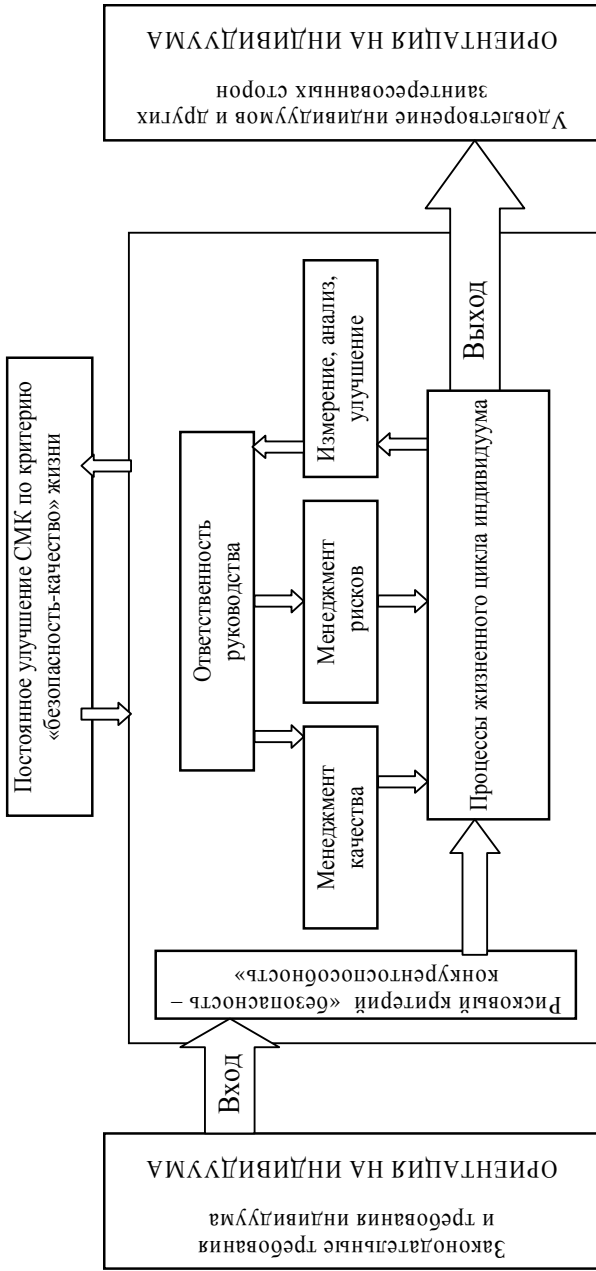 Постоянное улучшение СМК по критерию
«безопасность-качество» жизни
Законодательные требования
и требования индивидуума
ОРИЕНТАЦИЯ НА ИНДИВИДУУМА
Вход
Рисковый критерий «безопасность –
конкурентоспособность»
Ответственность
руководства
Менеджмент
качества
Менеджмент
рисков
Измерение, анализ,
улучшение
Процессы жизненного цикла индивидуума
Выход
Удовлетворение индивидуумов и других
заинтересованных сторон
ОРИЕНТАЦИЯ НА ИНДИВИДУУМА